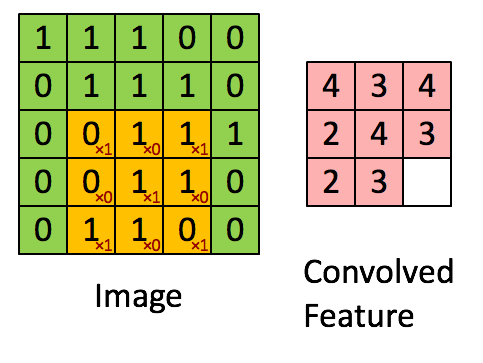 1 1 1 0 0
0 1 1 1 0
0 0×1 1×0 1×1 1
0 0×0 1×1 1×0 0
0 1×1 1×0 0×1 0
Image
4 3 4
2 4 3
2 3
Convolved
Feature